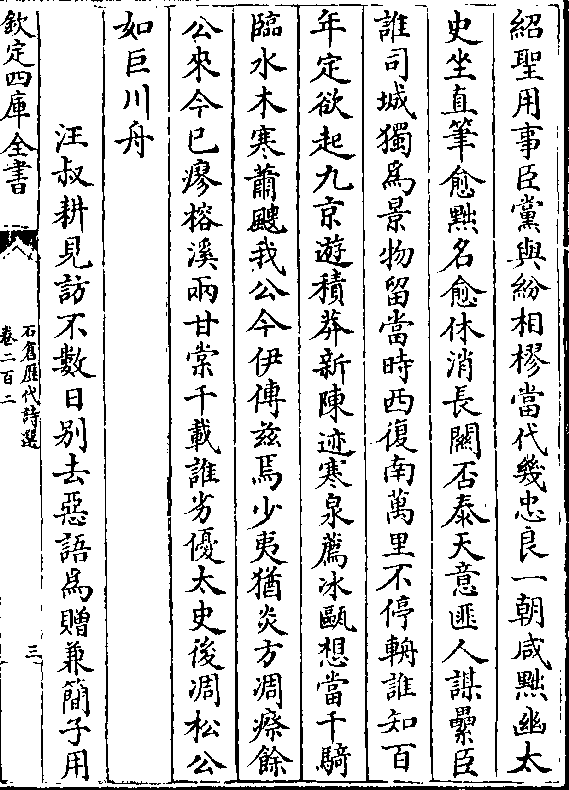 紹聖用事臣黨與紛相樛當代幾忠良一朝咸黜幽太
史坐直筆愈黜名愈休消長闗否泰天意匪人謀纍臣
誰司城獨為景物留當時西復南萬里不停輈誰知百
年定欲起九京遊積莽新陳迹寒泉薦冰甌想當千騎
臨水木寒蕭颼我公今伊傅兹焉少夷猶炎方凋瘵餘
公來今已瘳榕溪兩甘棠千載誰劣優太史後凋松公
如巨川舟
汪叔耕見訪不數日别去惡語為贈兼簡子用
欽定四庫全書
石倉歷代詩選
卷二百二
三